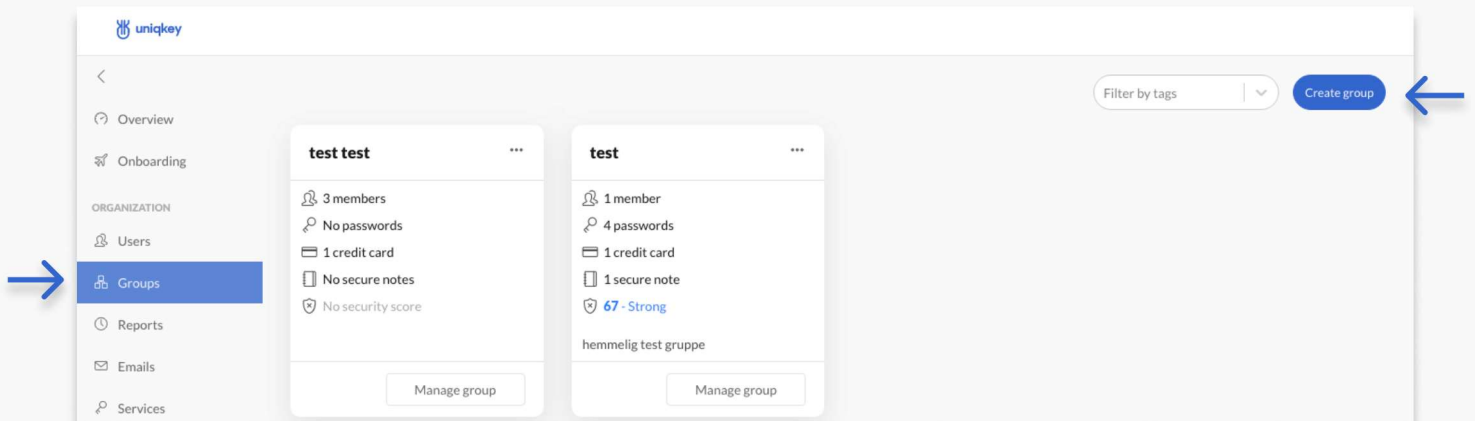 uniqkey
Filter by tags
Create group
Overview
Onboarding
ORGANIZATION
Users
Groups
Reports
Emails
Services
test test
3 members
No passwords
1 credit card
No secure notes
No security score
Manage group
test
1 member
4 passwords
1 credit card
1 secure note
67 - Strong
hemmelig test gruppe
Manage group